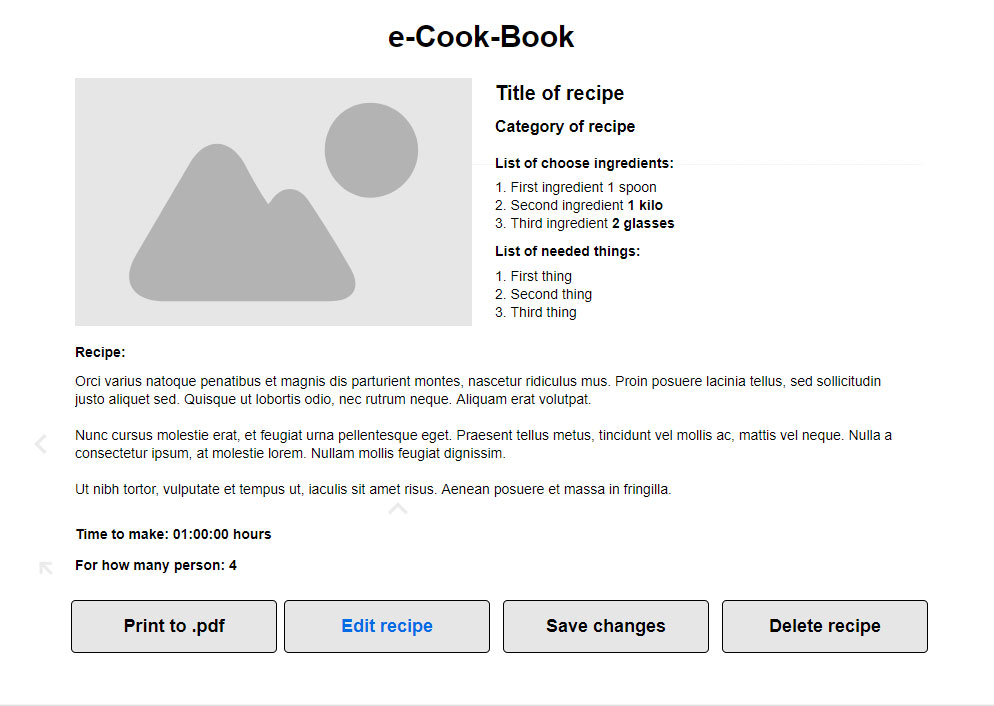 e-Cook-Book
Title of recipe
Category of recipe
List of choose ingredients:
1. First ingredient 1 spoon
2. Second ingredient 1 kilo
3. Third ingredient 2 glasses
List of needed things:
1. First thing
2. Second thing
3. Third thing
Recipe:
Orci varius natoque penatibus et magnis dis parturient montes, nascetur ridiculus mus. Proin posuere lacinia tellus, sed sollicitudin
justo aliquet sed. Quisque ut lobortis odio, nec rutrum neque. Aliquam erat volutpat.
Nunc cursus molestie erat, et feugiat urna pellentesque eget. Praesent tellus metus, tincidunt vel mollis ac, mattis vel neque. Nulla a
consectetur ipsum, at molestie lorem. Nullam mollis feugiat dignissim.
Ut nibh tortor, vulputate et tempus ut, iaculis sit amet risus. Aenean posuere et massa in fringilla.
Time to make: 01:00:00 hours
For how many person: 4
Print to .pdf
Edit recipe
Save changes
Delete recipe